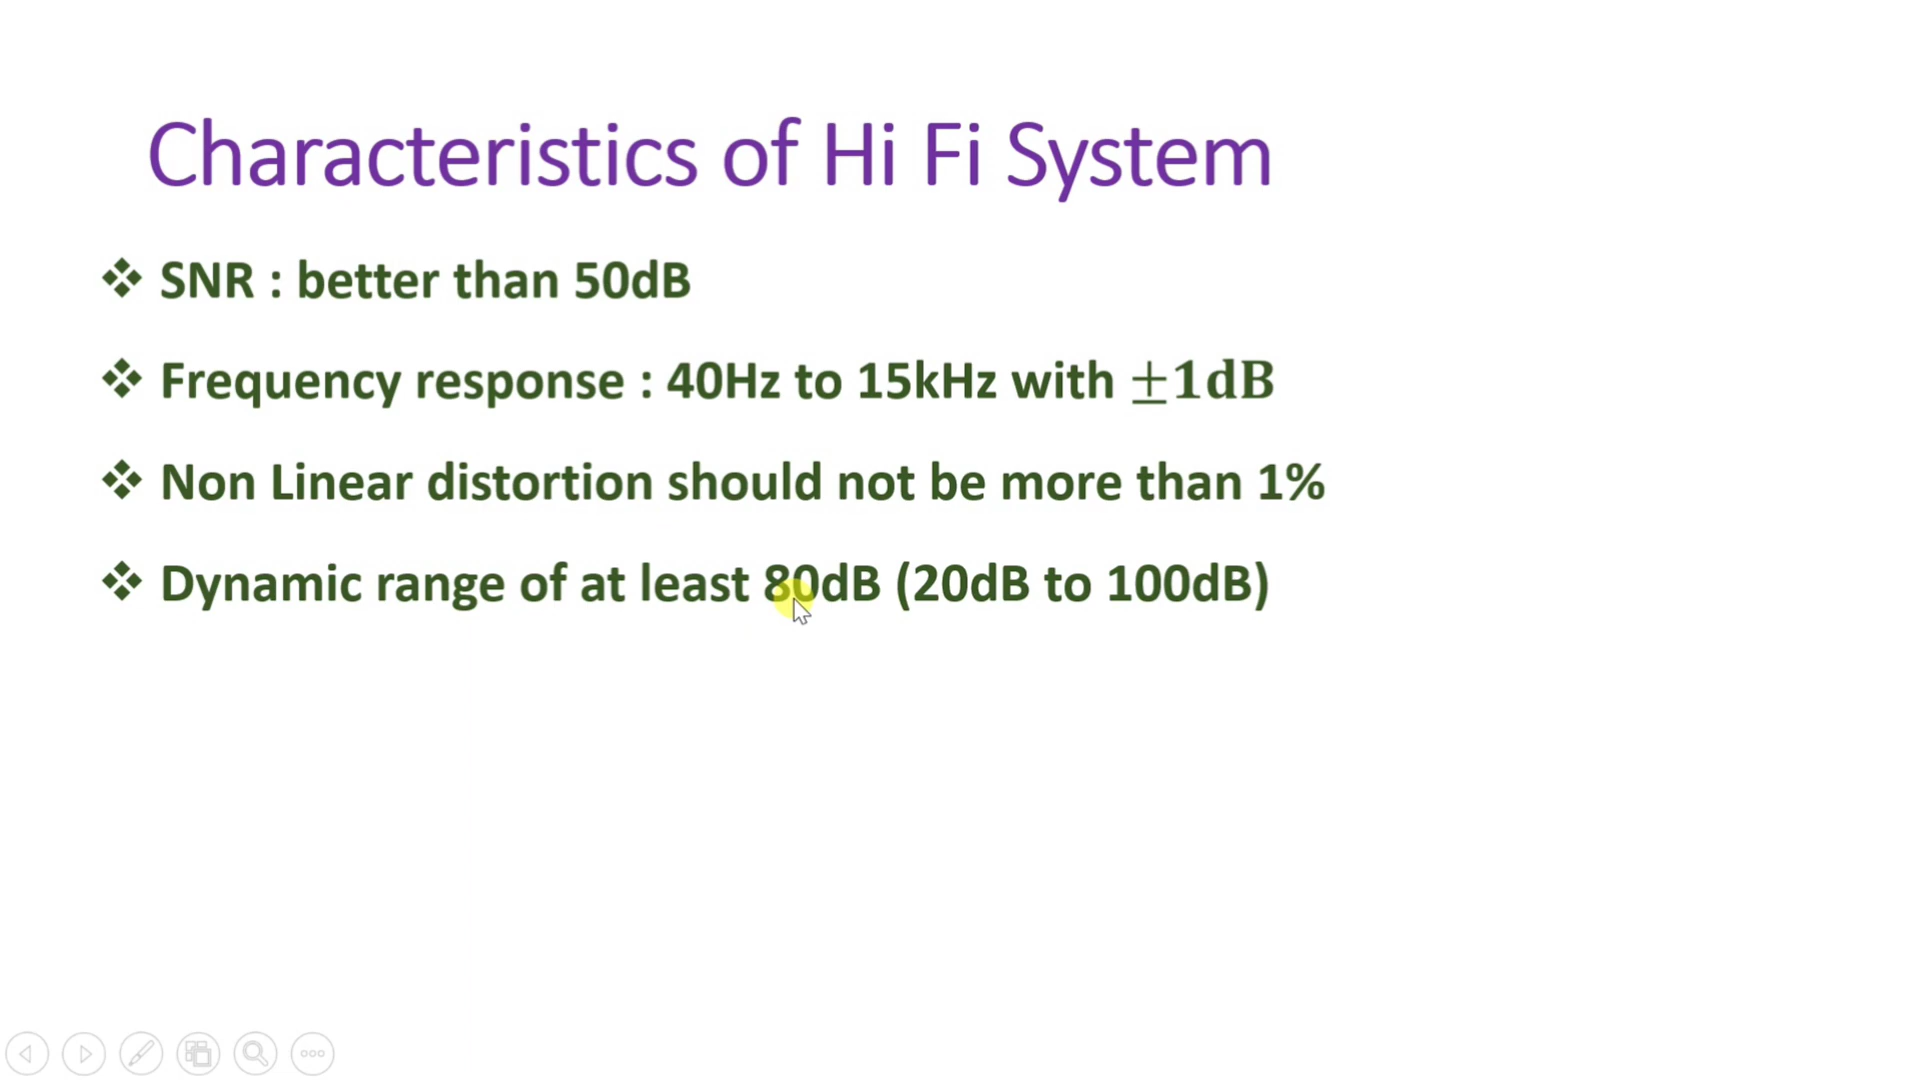 Characteristics of Hi Fi System
❖ SNR : better than 50dB
❖ Frequency response : 40Hz to 15kHz with ±1dB
❖ Non Linear distortion should not be more than 1%
❖ Dynamic range of at least 80dB (20dB to 100dB)